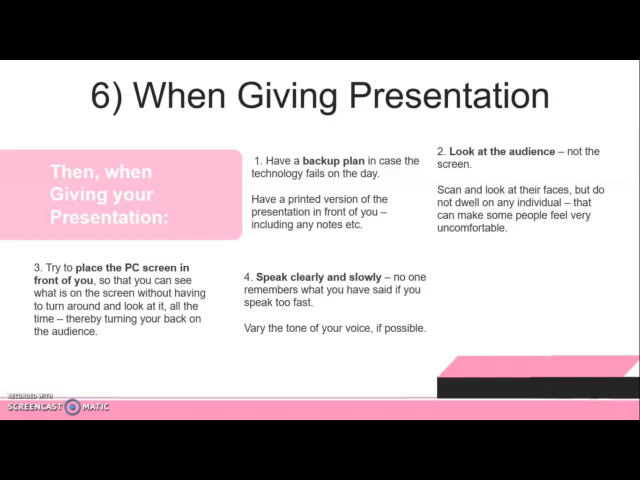 6) When Giving Presentation
Then, when
Giving your
Presentation:
1. Have a backup plan in case the
technology fails on the day.
Have a printed version of the
presentation in front of you –
including any notes etc.
2. Look at the audience – not the
screen.
Scan and look at their faces, but do
not dwell on any individual – that
can make some people feel very
uncomfortable.
3. Try to place the PC screen in
front of you, so that you can see
what is on the screen without having
to turn around and look at it, all the
time – thereby turning your back on
the audience.
4. Speak clearly and slowly – no one
remembers what you have said if you
speak too fast.
Vary the tone of your voice, if possible.
RECORDED WITH
SCREENCAST MATIC